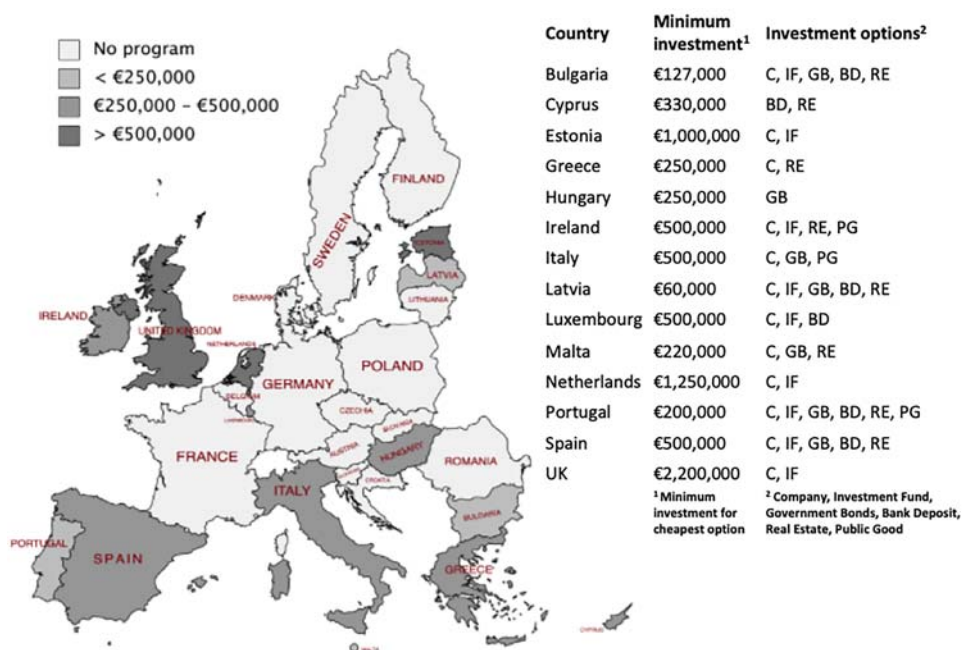 No program
< €250,000
€250,000 – €500,000
> €500,000
FINLAND
SWEDEN
ESTONIA
LATVIA
LITHUANIA
DENMARK
IRELAND
UNITED KINGDOM
NETHERLANDS
POLAND
GERMANY
BELGIUM
LUXEMBOURG
CZECHIA
SLOVAKIA
AUSTRIA
HUNGARY
FRANCE
ROMANIA
CROATIA
ITALY
BULGARIA
PORTUGAL
SPAIN
GREECE
CYPRUS
MALTA
Country Minimum investment¹ Investment options²
Bulgaria €127,000 C, IF, GB, BD, RE
Cyprus €330,000 BD, RE
Estonia €1,000,000 C, IF
Greece €250,000 C, RE
Hungary €250,000 GB
Ireland €500,000 C, IF, RE, PG
Italy €500,000 C, GB, PG
Latvia €60,000 C, IF, GB, BD, RE
Luxembourg €500,000 C, IF, BD
Malta €220,000 C, GB, RE
Netherlands €1,250,000 C, IF
Portugal €200,000 C, IF, GB, BD, RE, PG
Spain €500,000 C, IF, GB, BD, RE
UK €2,200,000 C, IF
¹ Minimum
investment for
cheapest option
² Company, Investment Fund,
Government Bonds, Bank Deposit,
Real Estate, Public Good